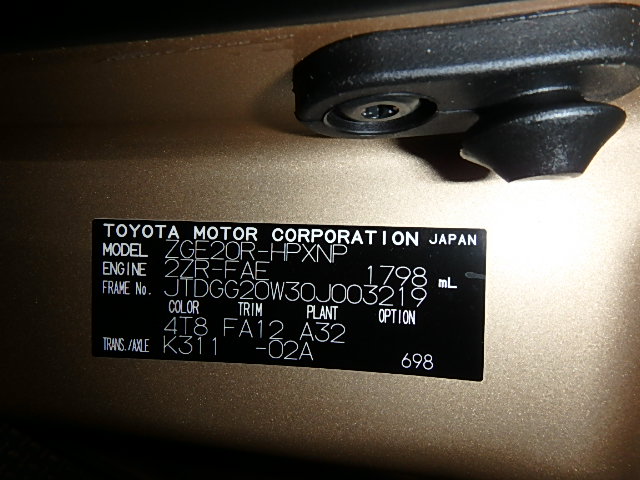 TOYOTA MOTOR CORPORATION JAPAN
MODEL ZGE20R-HPXNP
ENGINE 2ZR-FAE 1798 mL
FRAME No. JTDGG20W30J003219
COLOR TRIM PLANT OPTION
4T8 FA12 A32
TRANS./AXLE K311 -02A
698